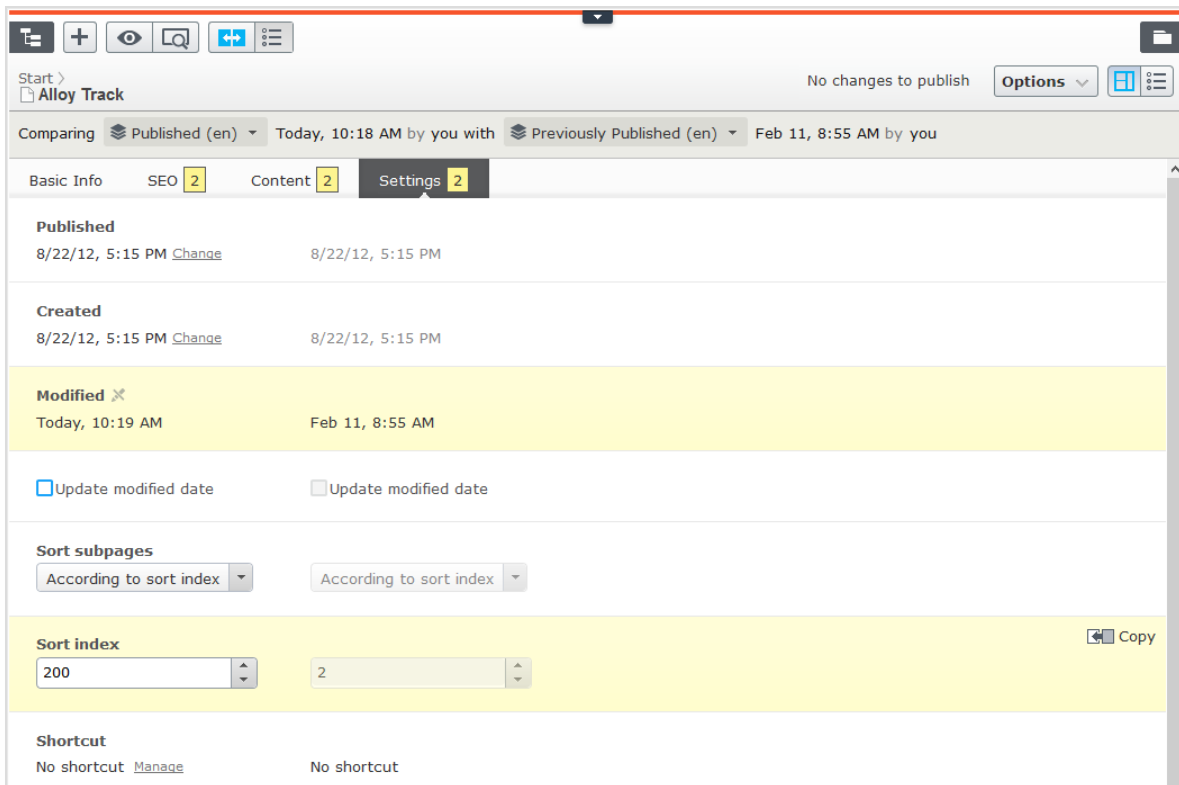 Start
Alloy Track
No changes to publish
Options
Comparing Published (en) Today, 10:18 AM by you with Previously Published (en) Feb 11, 8:55 AM by you
Basic Info SEO 2 Content 2 Settings 2
Published
8/22/12, 5:15 PM Change 8/22/12, 5:15 PM
Created
8/22/12, 5:15 PM Change 8/22/12, 5:15 PM
Modified
Today, 10:19 AM Feb 11, 8:55 AM
Update modified date Update modified date
Sort subpages
According to sort index According to sort index
Sort index Copy
200 2
Shortcut
No shortcut Manage No shortcut